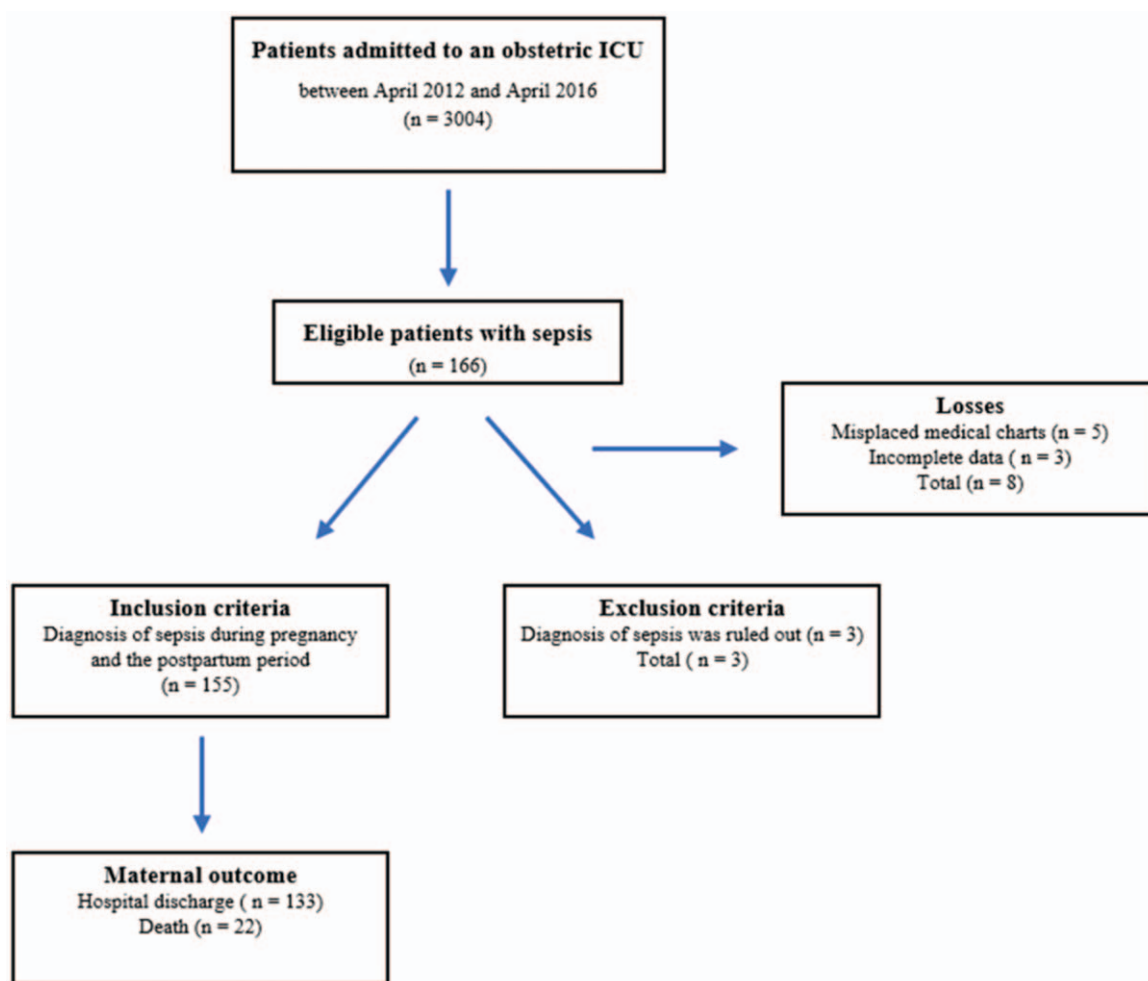 Patients admitted to an obstetric ICU
between April 2012 and April 2016
(n = 3004)
Eligible patients with sepsis
(n = 166)
Losses
Misplaced medical charts (n = 5)
Incomplete data ( n = 3)
Total (n = 8)
Inclusion criteria
Diagnosis of sepsis during pregnancy
and the postpartum period
(n = 155)
Exclusion criteria
Diagnosis of sepsis was ruled out (n = 3)
Total ( n = 3)
Maternal outcome
Hospital discharge ( n = 133)
Death (n = 22)